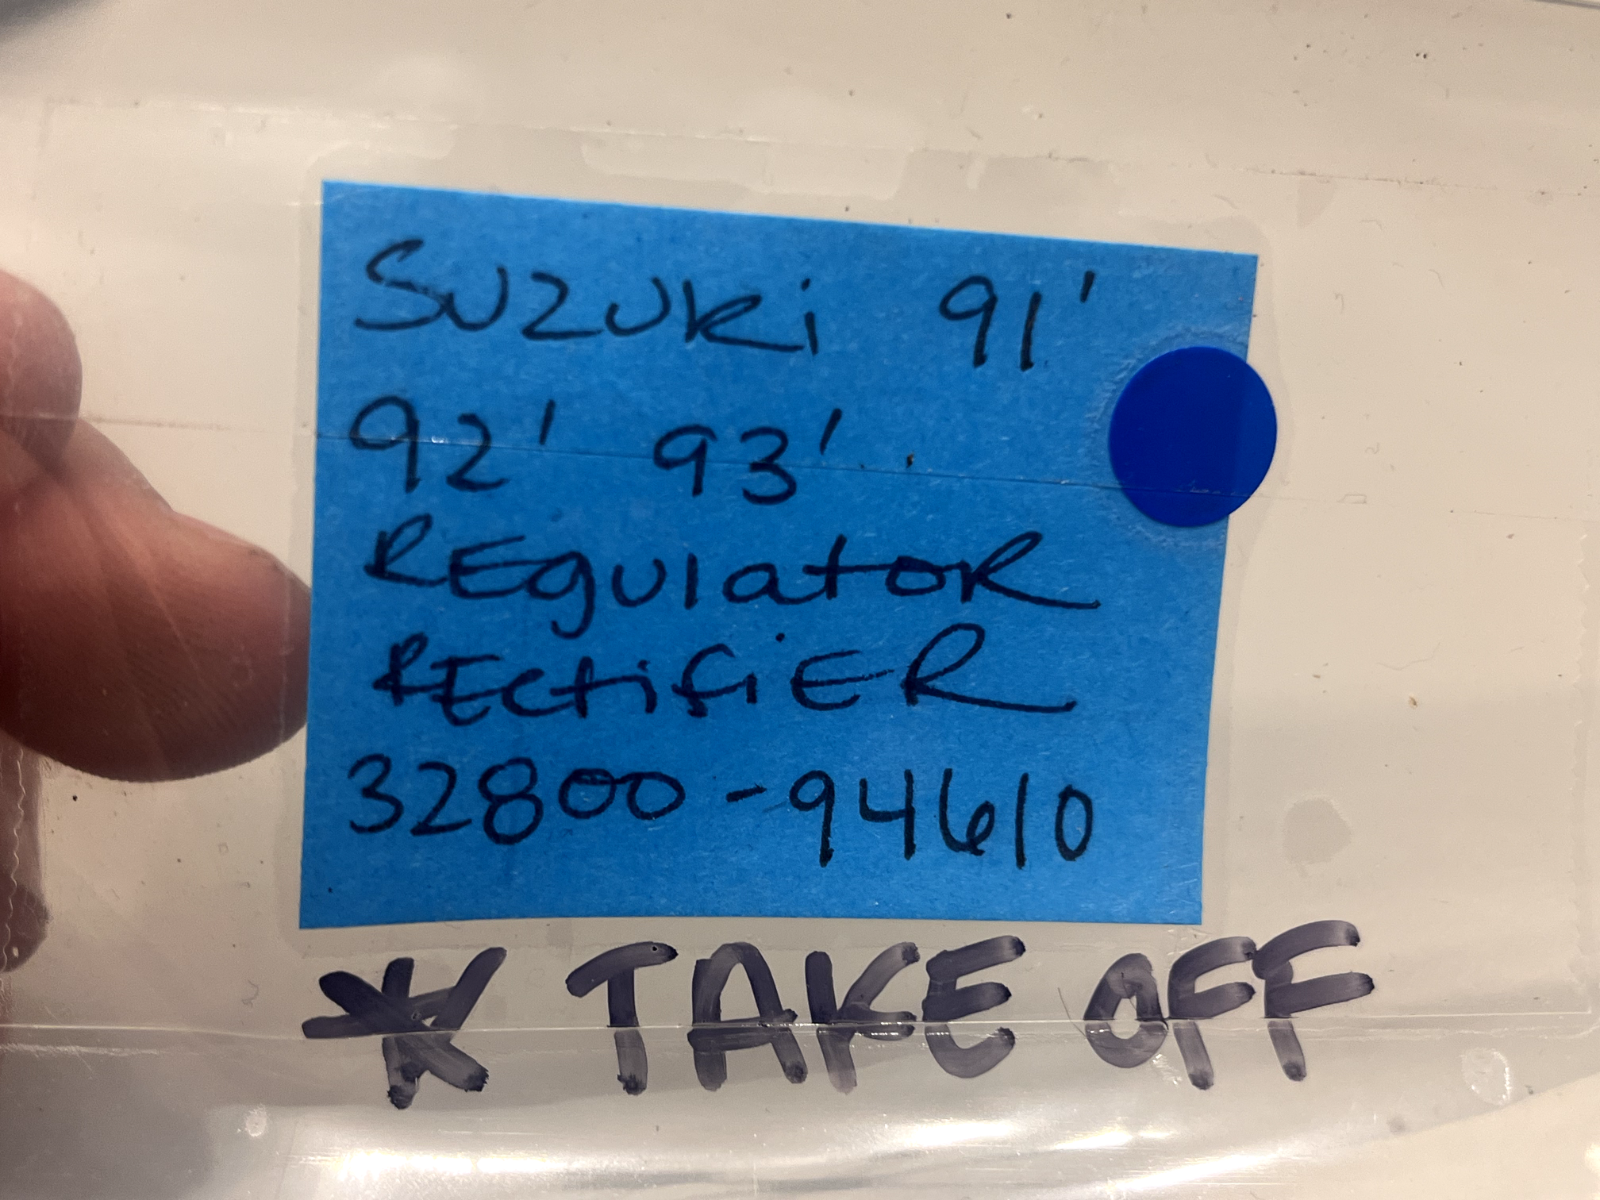 SUZUKi 91'
92' 93'
REgulatoR
RECtifiER
32800-94610
* TAKE OFF